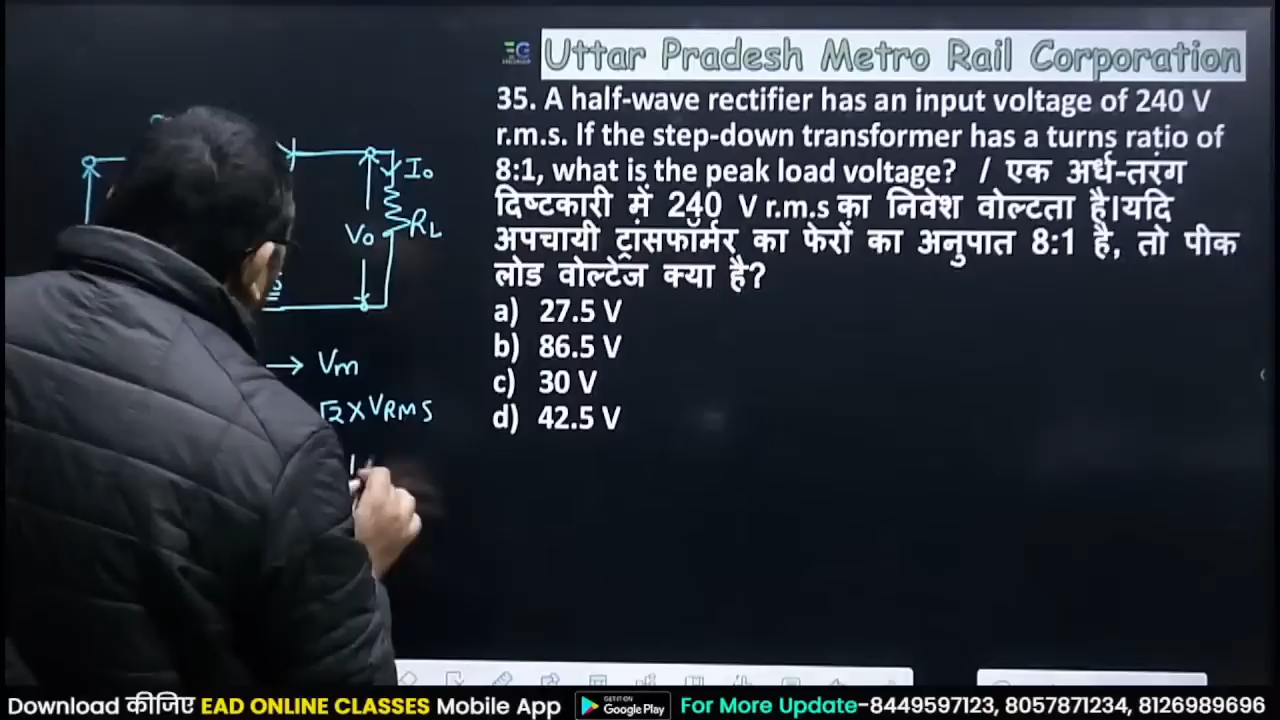 Uttar Pradesh Metro Rail Corporation
35. A half-wave rectifier has an input voltage of 240 V
r.m.s. If the step-down transformer has a turns ratio of
8:1, what is the peak load voltage? / एक अर्ध-तरंग
दिष्टकारी में 240 V r.m.s का निवेश वोल्टता है।यदि
अपचायी ट्रांसफॉर्मर का फेरों का अनुपात 8:1 है, तो पीक
लोड वोल्टेज क्या है?
a) 27.5 V
b) 86.5 V
c) 30 V
d) 42.5 V
I0
V0
RL
→ Vm
√2 X VRMS
Download कीजिए EAD ONLINE CLASSES Mobile App
GET IT ON
Google Play
For More Update-8449597123, 8057871234, 8126989696